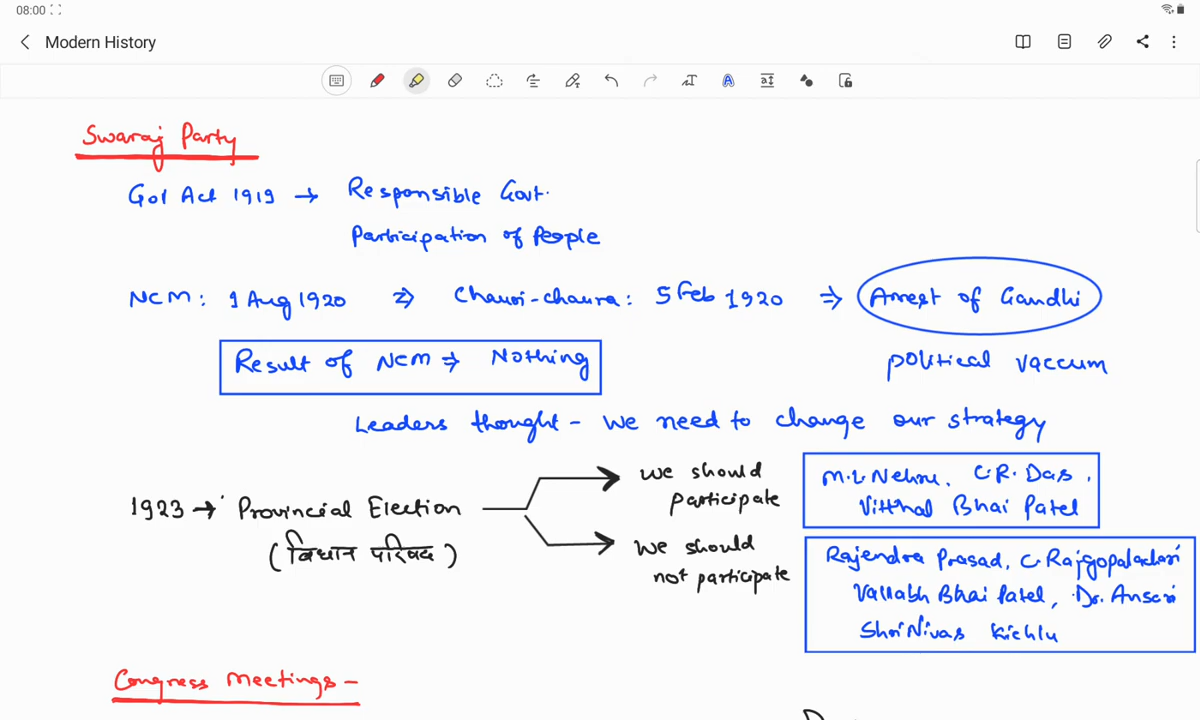 08:00
Modern History
Swaraj Party
GoI Act 1919 → Responsible Govt.
Participation of People
NCM: 1 Aug 1920 ⇒ Chauri-chaura: 5 Feb 1920 ⇒ Arrest of Gandhi
Result of NCM ⇒ Nothing
political vaccum
Leaders thought - We need to change our strategy
we should participate
M.L. Nehru, C.R. Das,
Vitthal Bhai Patel
1923 → Provincial Election
(विधान परिषद)
We should not participate
Rajendra Prasad, C. Rajgopalachari
Vallabh Bhai Patel, Dr. Ansari
ShriNivas Kichlu
Congress Meetings -